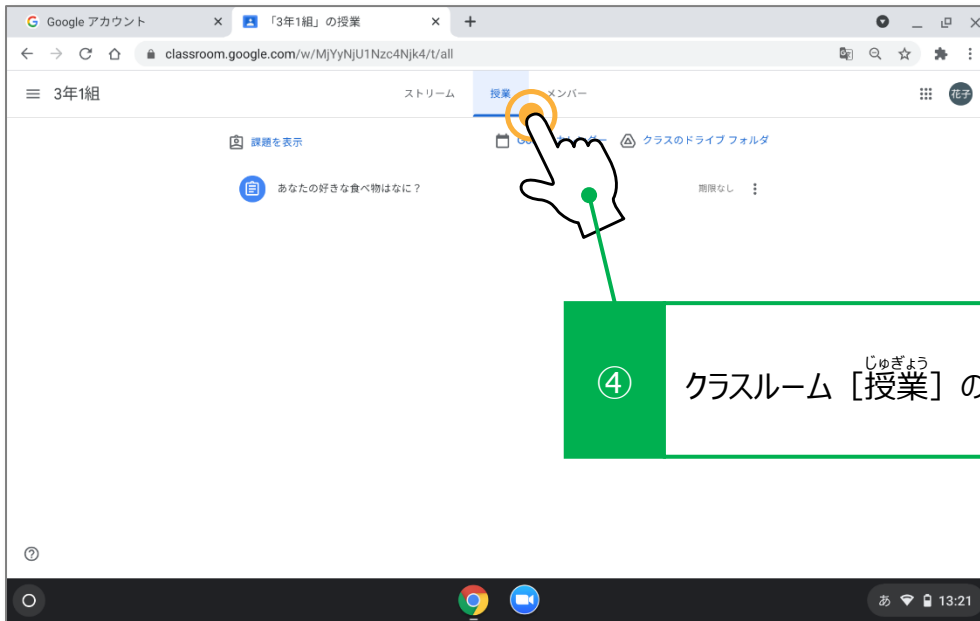 Google アカウント
「3年1組」の授業
classroom.google.com/w/MjYyNjU1Nzc4Njk4/t/all
3年1組
ストリーム
授業
メンバー
花子
課題を表示
クラスのドライブ フォルダ
あなたの好きな食べ物はなに？
期限なし
④
じゅぎょう
クラスルーム［授業］の
あ
13:21